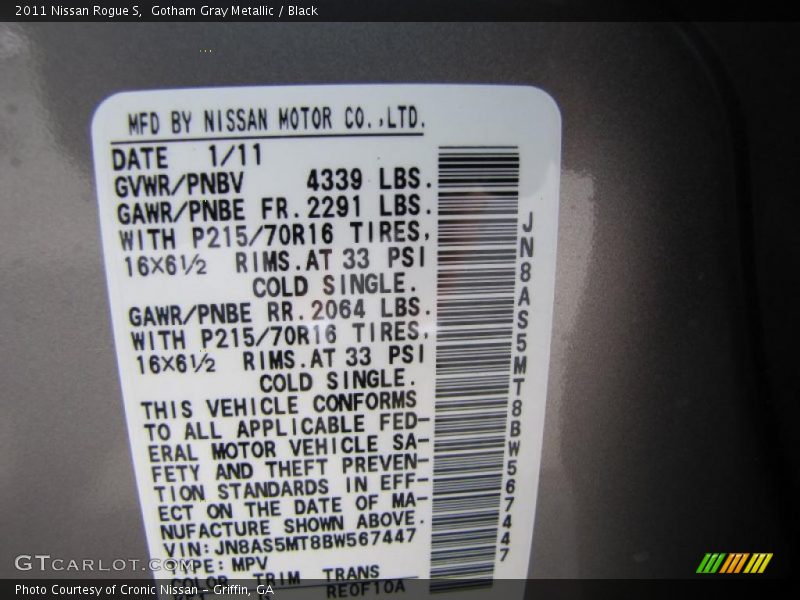 2011 Nissan Rogue S,  Gotham Gray Metallic / Black
MFD BY NISSAN MOTOR CO.,LTD.
DATE 1/11
GVWR/PNBV 4339 LBS.
GAWR/PNBE FR.2291 LBS.
WITH P215/70R16 TIRES,
16X6½ RIMS.AT 33 PSI
COLD SINGLE.
GAWR/PNBE RR.2064 LBS.
WITH P215/70R16 TIRES,
16X6½ RIMS.AT 33 PSI
COLD SINGLE.
THIS VEHICLE CONFORMS
TO ALL APPLICABLE FED-
ERAL MOTOR VEHICLE SA-
FETY AND THEFT PREVEN-
TION STANDARDS IN EFF-
ECT ON THE DATE OF MA-
NUFACTURE SHOWN ABOVE.
VIN:JN8AS5MT8BW567447
TYPE:MPV
COLOR TRIM TRANS
RE0F10A
JN8AS5MT8BW567447
GTCARLOT.COM
Photo Courtesy of Cronic Nissan - Griffin, GA